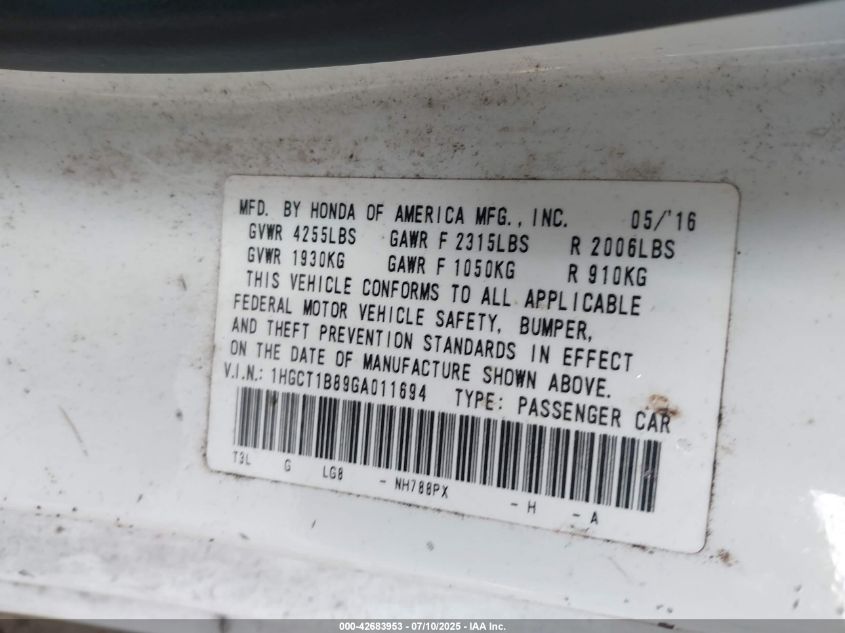 MFD. BY HONDA OF AMERICA MFG., INC. 05/'16
GVWR 4255LBS GAWR F 2315LBS R 2006LBS
GVWR 1930KG GAWR F 1050KG R 910KG
THIS VEHICLE CONFORMS TO ALL APPLICABLE
FEDERAL MOTOR VEHICLE SAFETY, BUMPER,
AND THEFT PREVENTION STANDARDS IN EFFECT
ON THE DATE OF MANUFACTURE SHOWN ABOVE.
V.I.N.: 1HGCT1B89GA011694 TYPE: PASSENGER CAR
T3L G LG8 - NH788PX - H - A
000-42683953 - 07/10/2025 - IAA Inc.